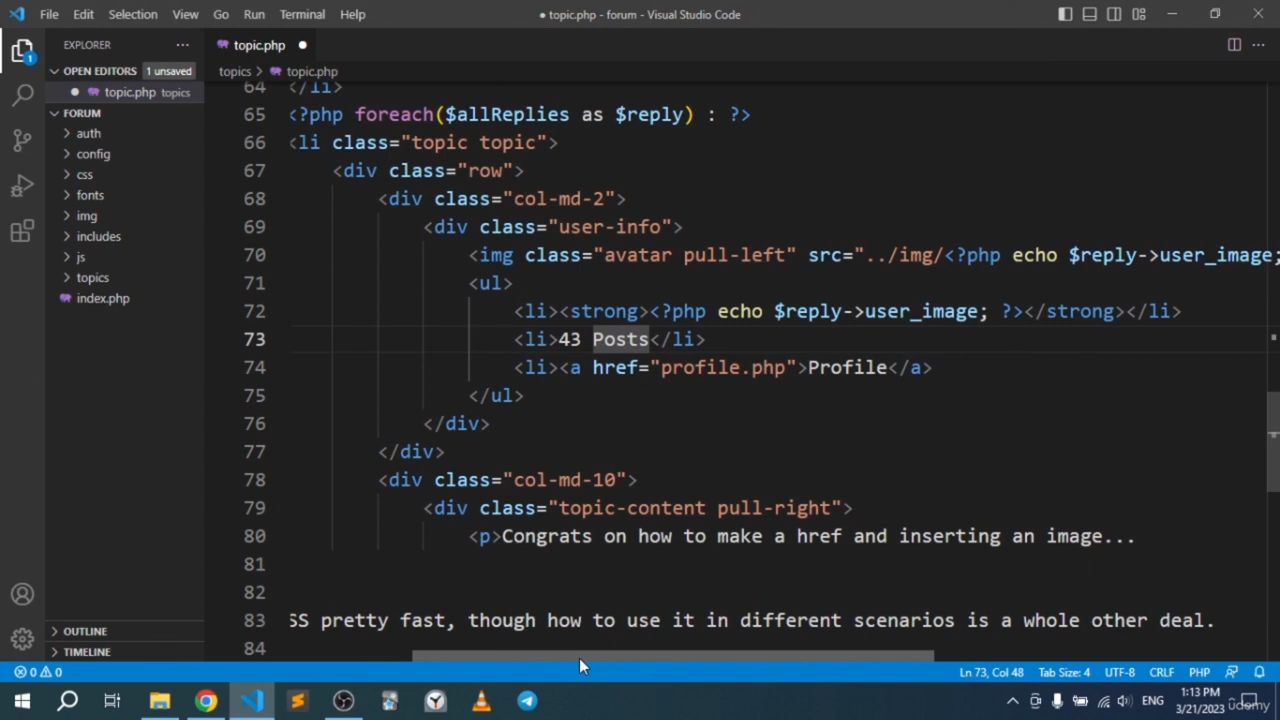 File Edit Selection View Go Run Terminal Help
● topic.php - forum - Visual Studio Code
EXPLORER
topic.php
OPEN EDITORS 1 unsaved
topics > topic.php
topic.php topics
FORUM
auth
config
css
fonts
img
includes
js
topics
index.php
OUTLINE
TIMELINE
64 </li>
65 <?php foreach($allReplies as $reply) : ?>
66 <li class="topic topic">
67 <div class="row">
68 <div class="col-md-2">
69 <div class="user-info">
70 <img class="avatar pull-left" src="../img/<?php echo $reply->user_image;
71 <ul>
72 <li><strong><?php echo $reply->user_image; ?></strong></li>
73 <li>43 Posts</li>
74 <li><a href="profile.php">Profile</a>
75 </ul>
76 </div>
77 </div>
78 <div class="col-md-10">
79 <div class="topic-content pull-right">
80 <p>Congrats on how to make a href and inserting an image...
81
82
83 SS pretty fast, though how to use it in different scenarios is a whole other deal.
84
0 0 Ln 73, Col 48 Tab Size: 4 UTF-8 CRLF PHP
ENG 1:13 PM
3/21/2023
udemy